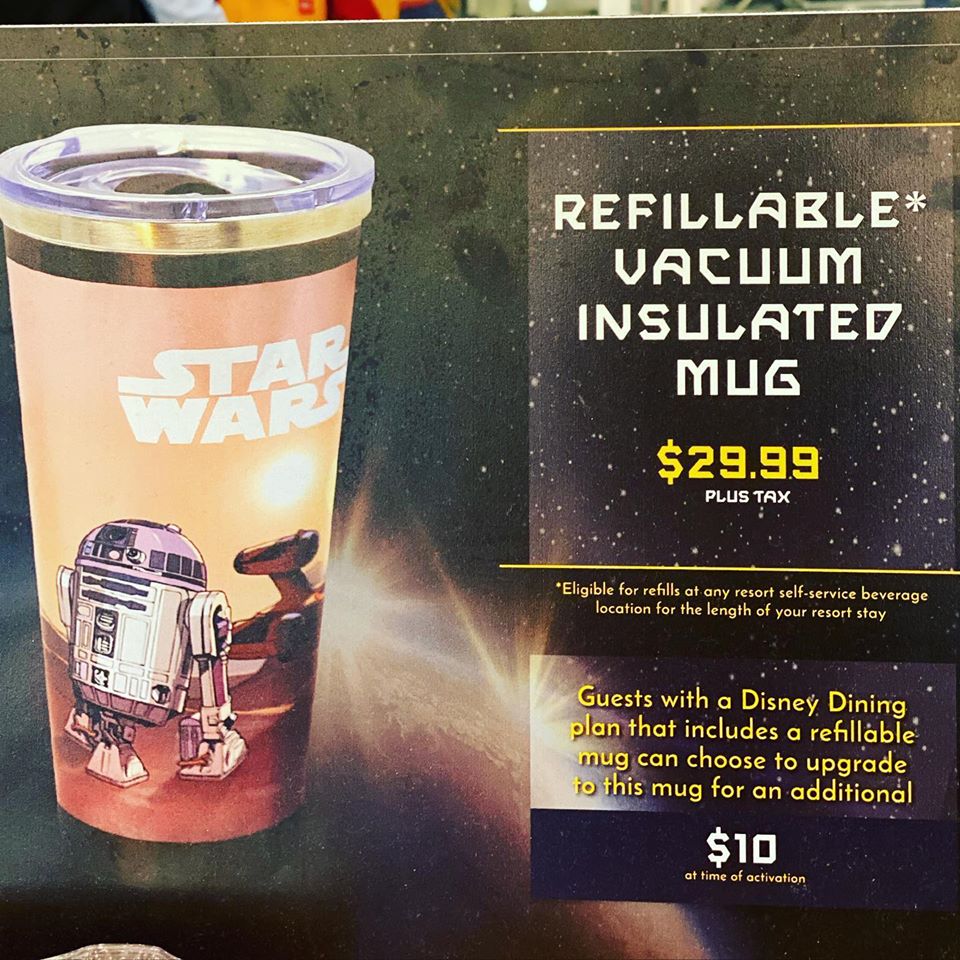 STAR
WARS
REFILLABLE*
VACUUM
INSULATED
MUG
$29.99
PLUS TAX
*Eligible for refills at any resort self-service beverage
location for the length of your resort stay
Guests with a Disney Dining
plan that includes a refillable
mug can choose to upgrade
to this mug for an additional
$10
at time of activation